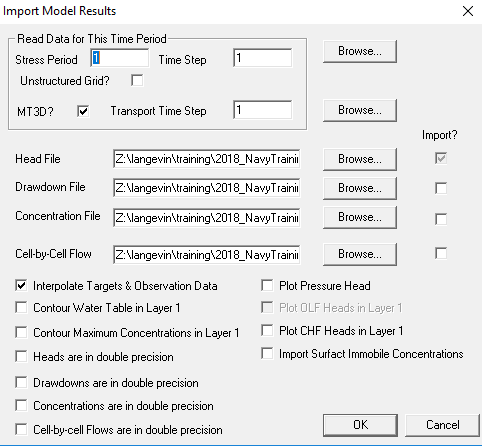 Import Model Results
Read Data for This Time Period
Stress Period 1 Time Step 1 Browse...
Unstructured Grid?
MT3D? Transport Time Step 1 Browse...
Import?
Head File Z:\langevin\training\2018_NavyTrainin Browse...
Drawdown File Z:\langevin\training\2018_NavyTrainin Browse...
Concentration File Z:\langevin\training\2018_NavyTrainin Browse...
Cell-by-Cell Flow Z:\langevin\training\2018_NavyTrainin Browse...
Interpolate Targets & Observation Data Plot Pressure Head
Contour Water Table in Layer 1 Plot OLF Heads in Layer 1
Contour Maximum Concentrations in Layer 1 Plot CHF Heads in Layer 1
Heads are in double precision Import Surfact Immobile Concentrations
Drawdowns are in double precision
Concentrations are in double precision
Cell-by-cell Flows are in double precision OK Cancel